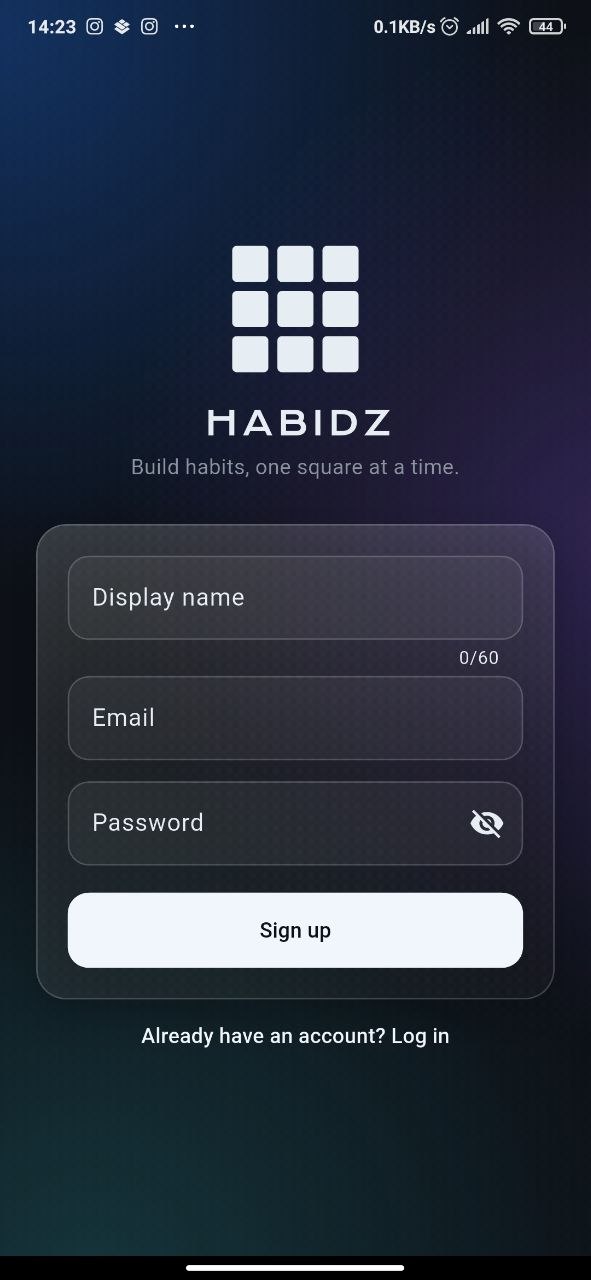 14:23
0.1KB/s
44
HABIDZ
Build habits, one square at a time.
Display name
0/60
Email
Password
Sign up
Already have an account? Log in